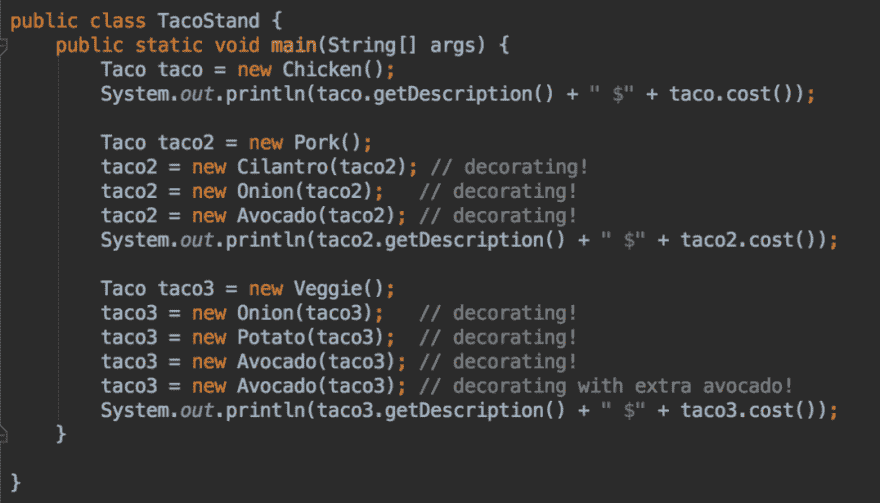 public class TacoStand {
    public static void main(String[] args) {
        Taco taco = new Chicken();
        System.out.println(taco.getDescription() + " $" + taco.cost());

        Taco taco2 = new Pork();
        taco2 = new Cilantro(taco2); // decorating!
        taco2 = new Onion(taco2);   // decorating!
        taco2 = new Avocado(taco2); // decorating!
        System.out.println(taco2.getDescription() + " $" + taco2.cost());

        Taco taco3 = new Veggie();
        taco3 = new Onion(taco3);   // decorating!
        taco3 = new Potato(taco3);  // decorating!
        taco3 = new Avocado(taco3); // decorating!
        taco3 = new Avocado(taco3); // decorating with extra avocado!
        System.out.println(taco3.getDescription() + " $" + taco3.cost());
    }

}